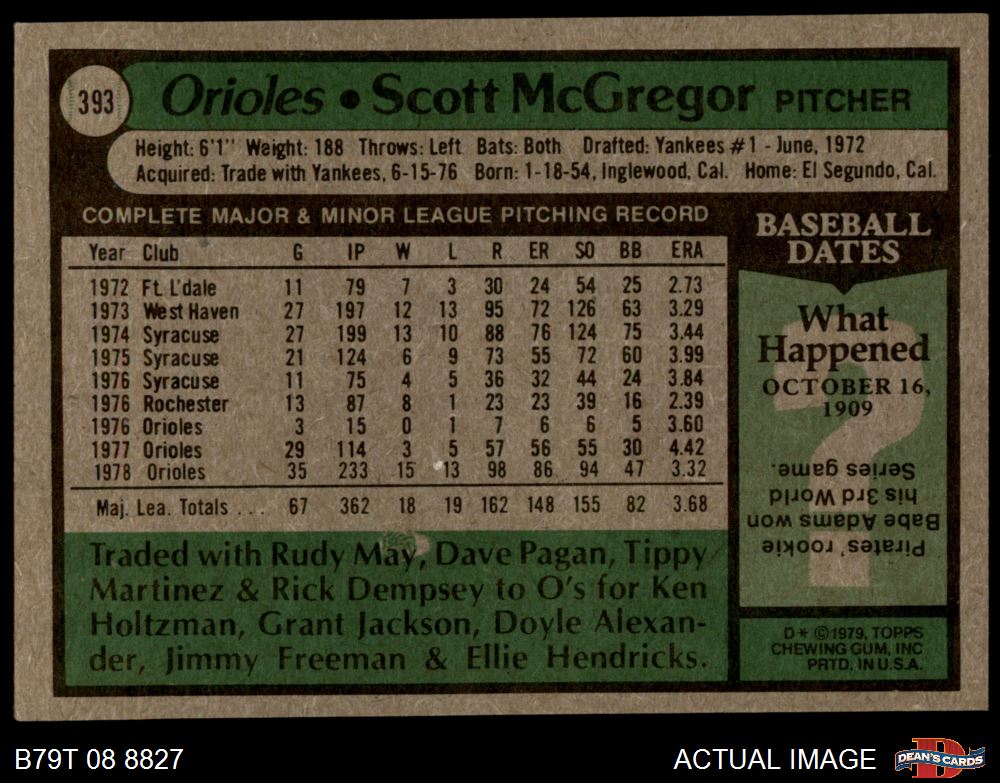 393
Orioles • Scott McGregor PITCHER
Height: 6'1" Weight: 188 Throws: Left Bats: Both Drafted: Yankees #1 - June, 1972
Acquired: Trade with Yankees, 6-15-76 Born: 1-18-54, Inglewood, Cal. Home: El Segundo, Cal.
COMPLETE MAJOR & MINOR LEAGUE PITCHING RECORD
Year Club G IP W L R ER SO BB ERA
1972 Ft. L'dale 11 79 7 3 30 24 54 25 2.73
1973 West Haven 27 197 12 13 95 72 126 63 3.29
1974 Syracuse 27 199 13 10 88 76 124 75 3.44
1975 Syracuse 21 124 6 9 73 55 72 60 3.99
1976 Syracuse 11 75 4 5 36 32 44 24 3.84
1976 Rochester 13 87 8 1 23 23 39 16 2.39
1976 Orioles 3 15 0 1 7 6 6 5 3.60
1977 Orioles 29 114 3 5 57 56 55 30 4.42
1978 Orioles 35 233 15 13 98 86 94 47 3.32
Maj. Lea. Totals . . . 67 362 18 19 162 148 155 82 3.68
Traded with Rudy May, Dave Pagan, Tippy
Martinez & Rick Dempsey to O's for Ken
Holtzman, Grant Jackson, Doyle Alexan-
der, Jimmy Freeman & Ellie Hendricks.
BASEBALL
DATES
What
Happened
OCTOBER 16,
1909
Pirates' rookie
Babe Adams won
his 3rd World
Series game.
D* ©1979, TOPPS
CHEWING GUM, INC
PRTD. IN U.S.A.
B79T 08 8827
ACTUAL IMAGE
D
DEAN'S CARDS